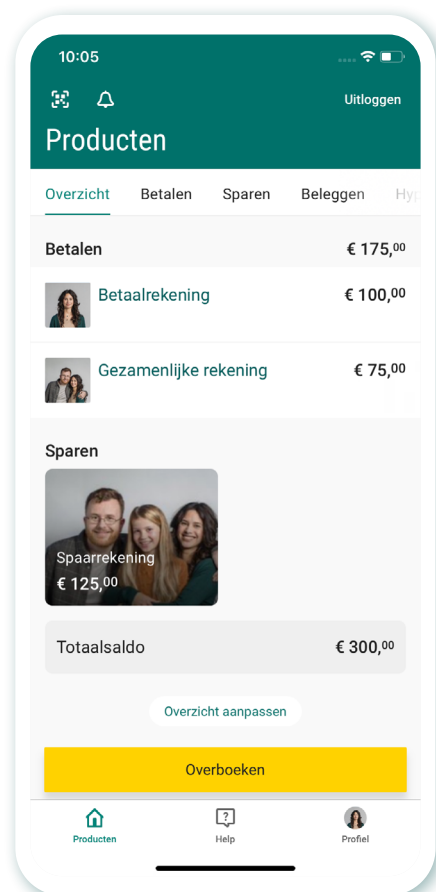 10:05
Uitloggen
Producten
Overzicht Betalen Sparen Beleggen Hyp
Betalen € 175,00
Betaalrekening € 100,00
Gezamenlijke rekening € 75,00
Sparen
Spaarrekening
€ 125,00
Totaalsaldo € 300,00
Overzicht aanpassen
Overboeken
Producten Help Profiel